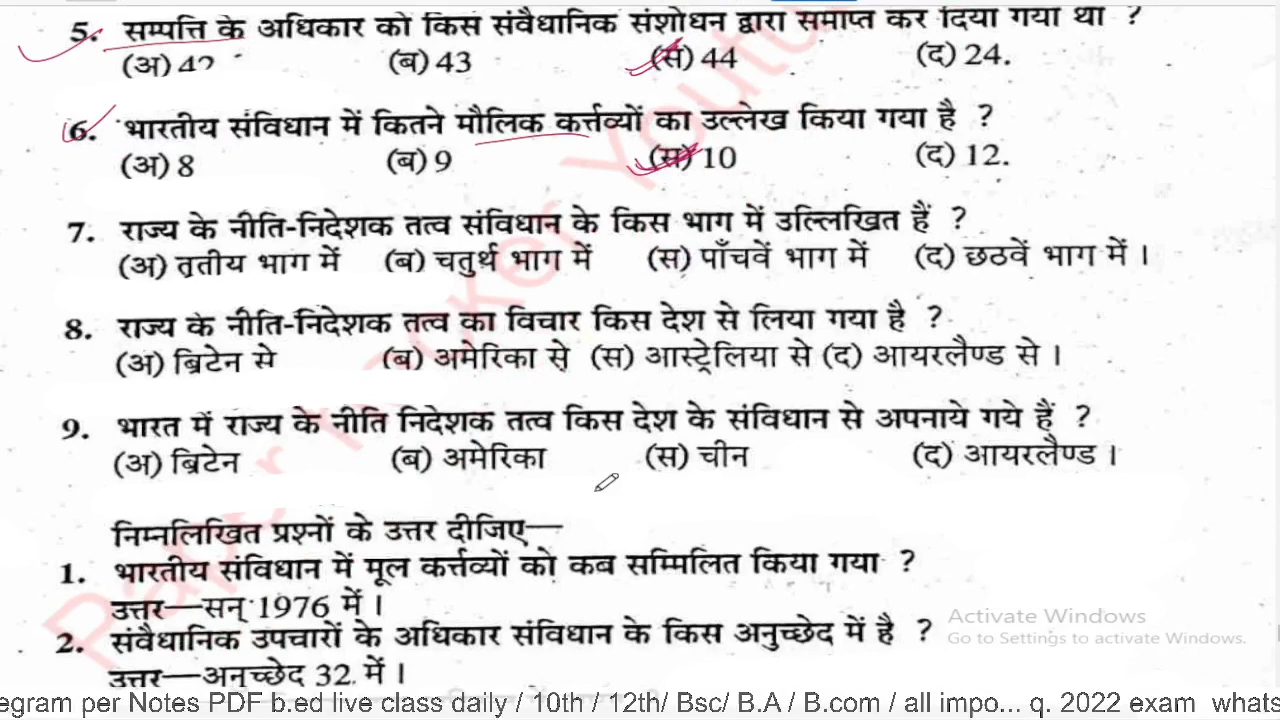 5. सम्पत्ति के अधिकार को किस संवैधानिक संशोधन द्वारा समाप्त कर दिया गया था ?
(अ) 42 (ब) 43 (स) 44 (द) 24.
6. भारतीय संविधान में कितने मौलिक कर्त्तव्यों का उल्लेख किया गया है ?
(अ) 8 (ब) 9 (स) 10 (द) 12.
7. राज्य के नीति-निदेशक तत्व संविधान के किस भाग में उल्लिखित हैं ?
(अ) तृतीय भाग में (ब) चतुर्थ भाग में (स) पाँचवें भाग में (द) छठवें भाग में।
8. राज्य के नीति-निदेशक तत्व का विचार किस देश से लिया गया है ?
(अ) ब्रिटेन से (ब) अमेरिका से (स) आस्ट्रेलिया से (द) आयरलैण्ड से।
9. भारत में राज्य के नीति निदेशक तत्व किस देश के संविधान से अपनाये गये हैं ?
(अ) ब्रिटेन (ब) अमेरिका (स) चीन (द) आयरलैण्ड।
निम्नलिखित प्रश्नों के उत्तर दीजिए—
1. भारतीय संविधान में मूल कर्त्तव्यों को कब सम्मिलित किया गया ?
उत्तर—सन् 1976 में।
2. संवैधानिक उपचारों के अधिकार संविधान के किस अनुच्छेद में है ?
उत्तर—अनुच्छेद 32 में।
Activate Windows
Go to Settings to activate Windows.
egram per Notes PDF b.ed live class daily / 10th / 12th/ Bsc/ B.A / B.com / all impo... q. 2022 exam whats